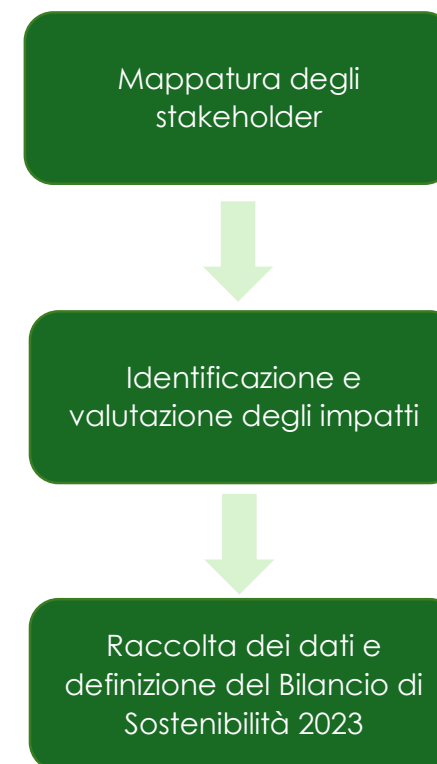 Mappatura degli
stakeholder
Identificazione e
valutazione degli impatti
Raccolta dei dati e
definizione del Bilancio di
Sostenibilità 2023